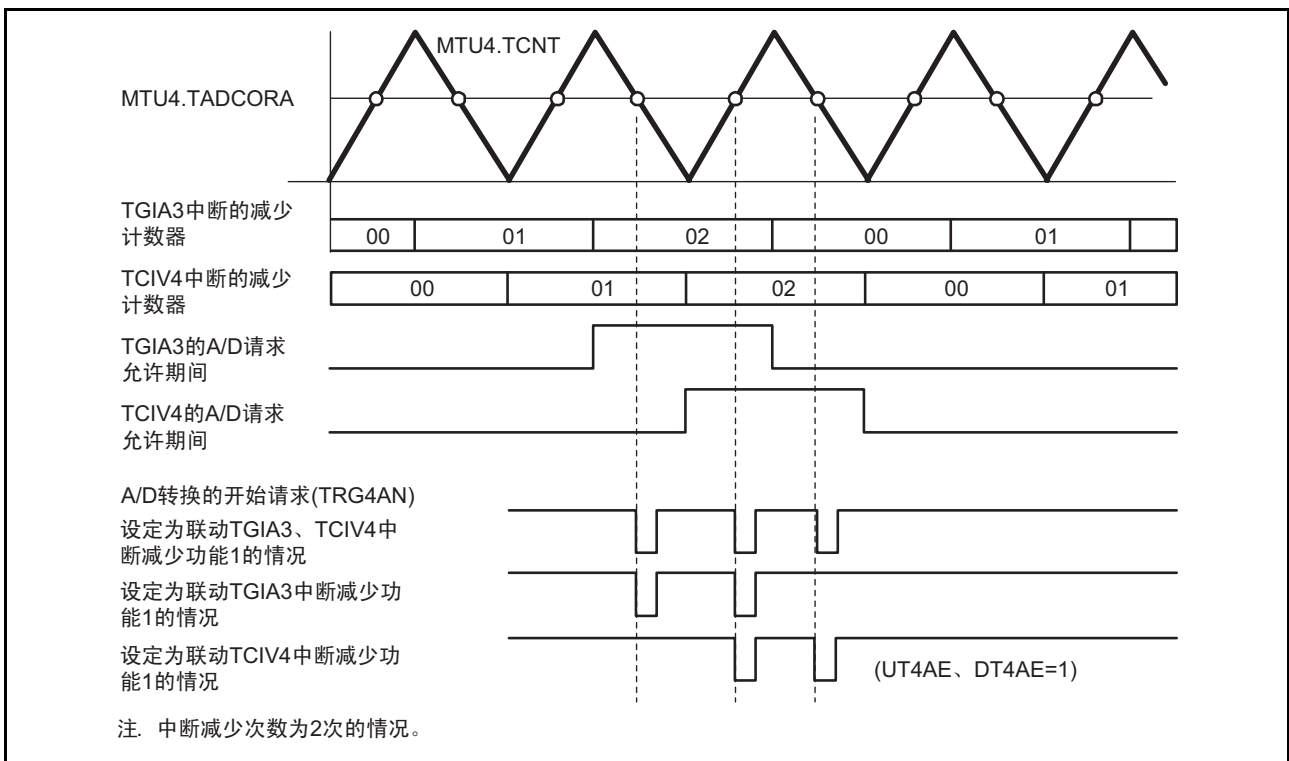 MTU4.TCNT
MTU4.TADCORA
TGIA3中断的减少
计数器
00 01 02 00 01
TCIV4中断的减少
计数器
00 01 02 00 01
TGIA3的A/D请求
允许期间
TCIV4的A/D请求
允许期间
A/D转换的开始请求(TRG4AN)
设定为联动TGIA3、TCIV4中
断减少功能1的情况
设定为联动TGIA3中断减少功
能1的情况
设定为联动TCIV4中断减少功
能1的情况
(UT4AE、DT4AE=1)
注. 中断减少次数为2次的情况。